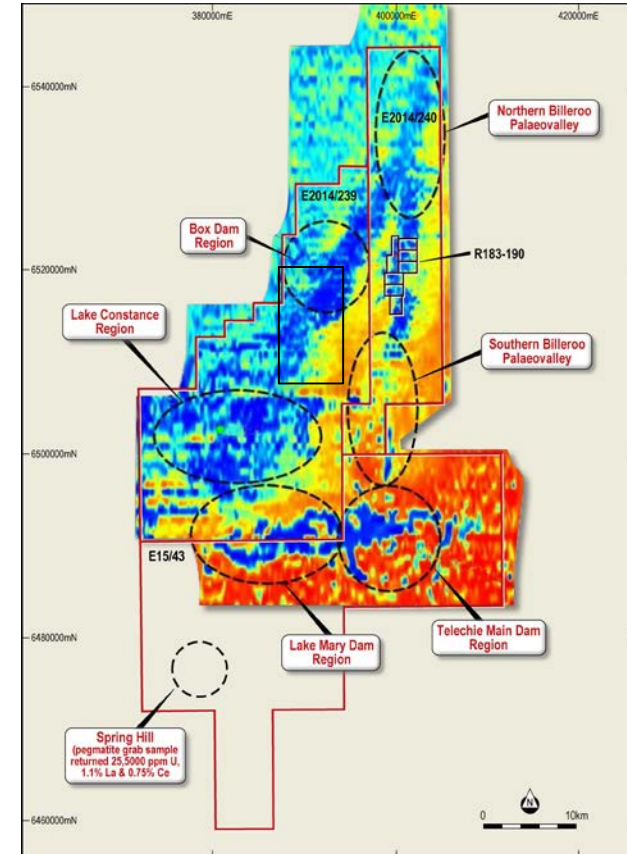 380000mE
400000mE
420000mE
6540000mN
E2014/240
Northern Billeroo
Palaeovalley
E2014/239
Box Dam
Region
R183-190
6520000mN
Lake Constance
Region
Southern Billeroo
Palaeovalley
6500000mN
E15/43
Lake Mary Dam
Region
Telechie Main Dam
Region
6480000mN
Spring Hill
(pegmatite grab sample
returned 25,5000 ppm U,
1.1% La & 0.75% Ce
N
0 10km
6460000mN